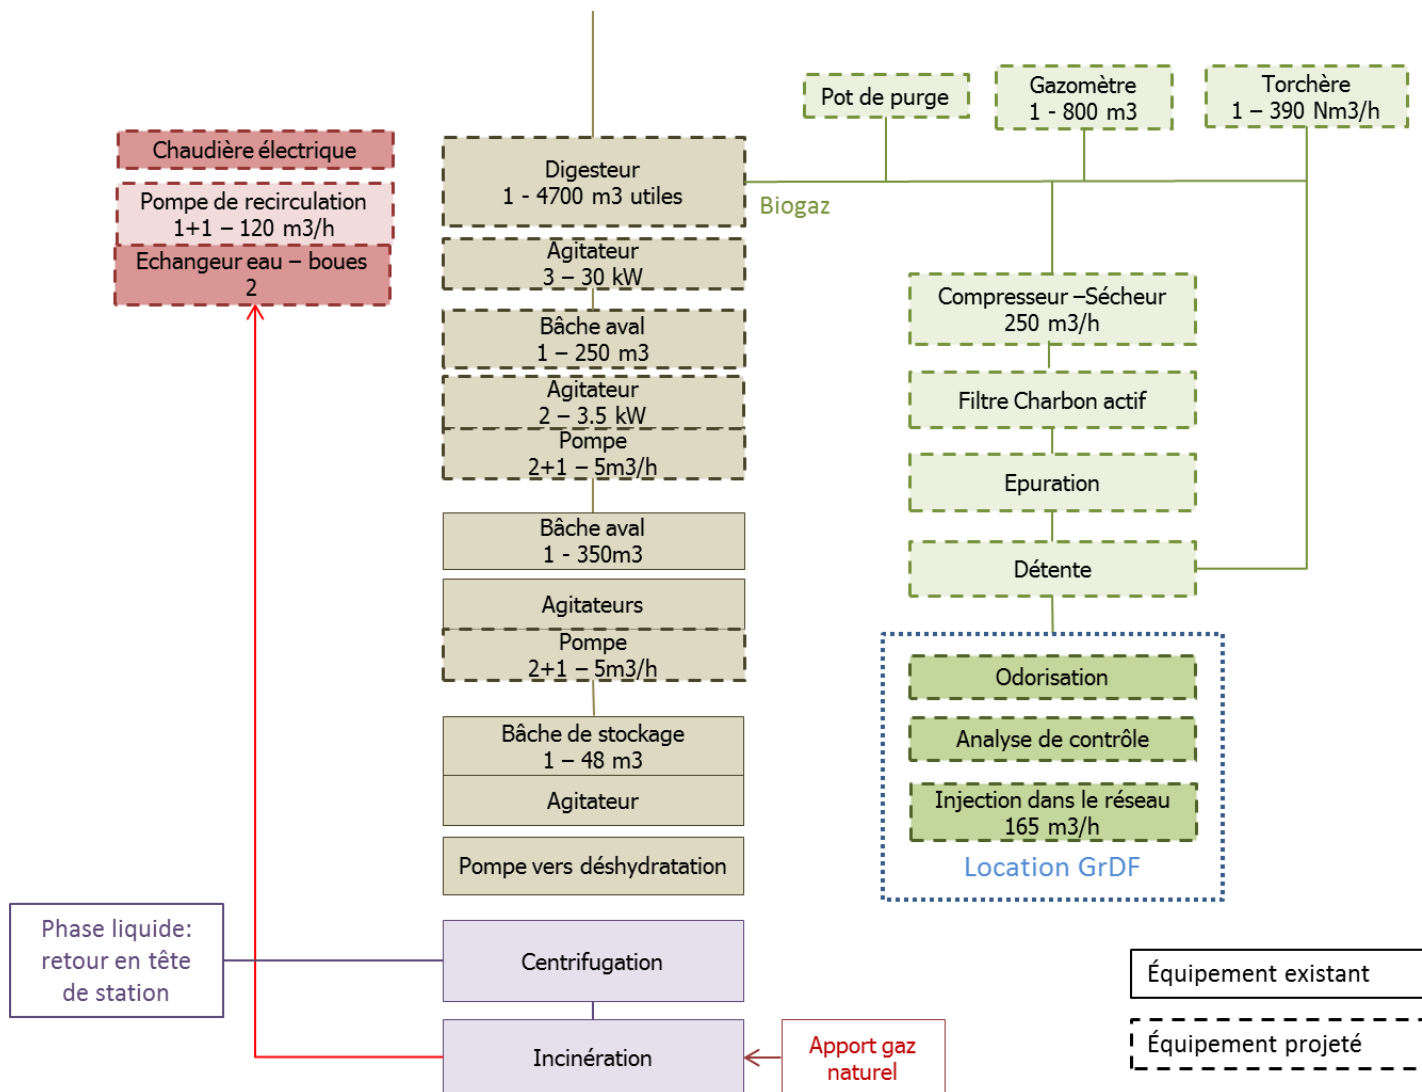 Pot de purge
Gazomètre
1 - 800 m3
Torchère
1 – 390 Nm3/h
Chaudière électrique
Pompe de recirculation
1+1 – 120 m3/h
Echangeur eau – boues
2
Digesteur
1 - 4700 m3 utiles
Biogaz
Agitateur
3 – 30 kW
Bâche aval
1 – 250 m3
Agitateur
2 – 3.5 kW
Pompe
2+1 – 5m3/h
Bâche aval
1 - 350m3
Agitateurs
Pompe
2+1 – 5m3/h
Bâche de stockage
1 – 48 m3
Agitateur
Pompe vers déshydratation
Compresseur –Sécheur
250 m3/h
Filtre Charbon actif
Epuration
Détente
Odorisation
Analyse de contrôle
Injection dans le réseau
165 m3/h
Location GrDF
Phase liquide:
retour en tête
de station
Centrifugation
Incinération
Apport gaz
naturel
Équipement existant
Équipement projeté